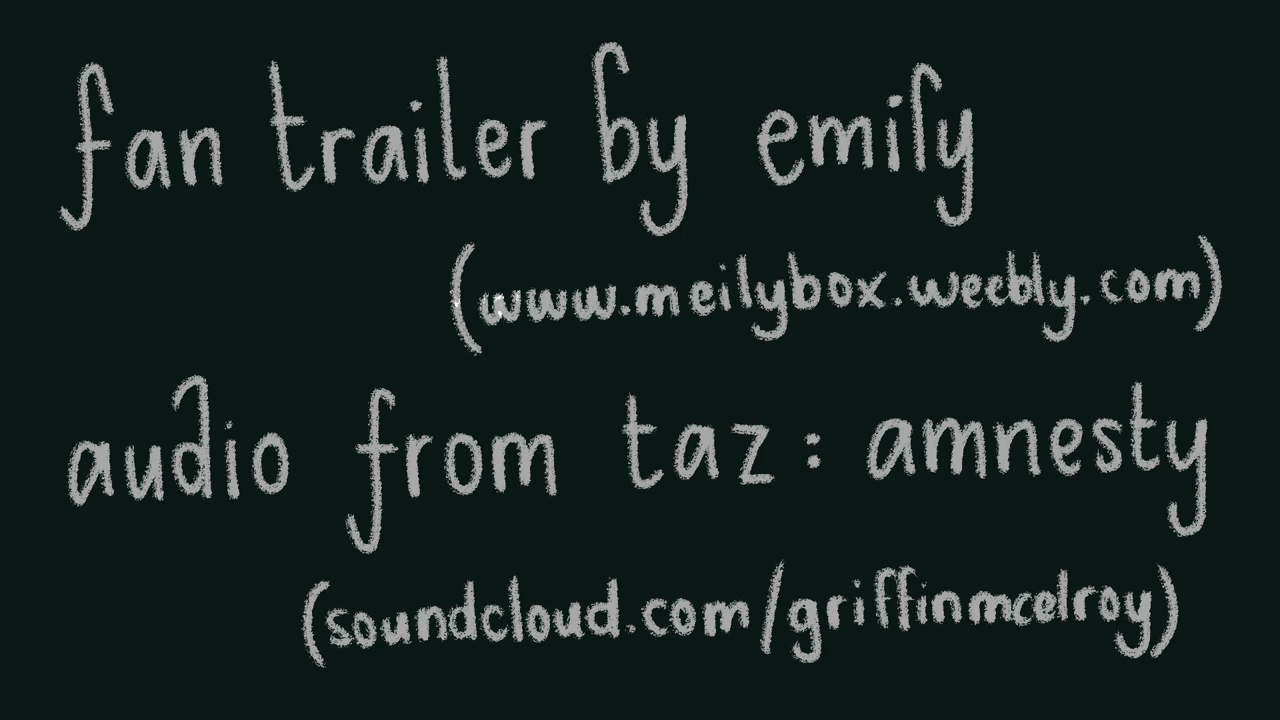 fan trailer by emily
(www.meilybox.weebly.com)
audio from taz: amnesty
(soundcloud.com/griffinmcelroy)